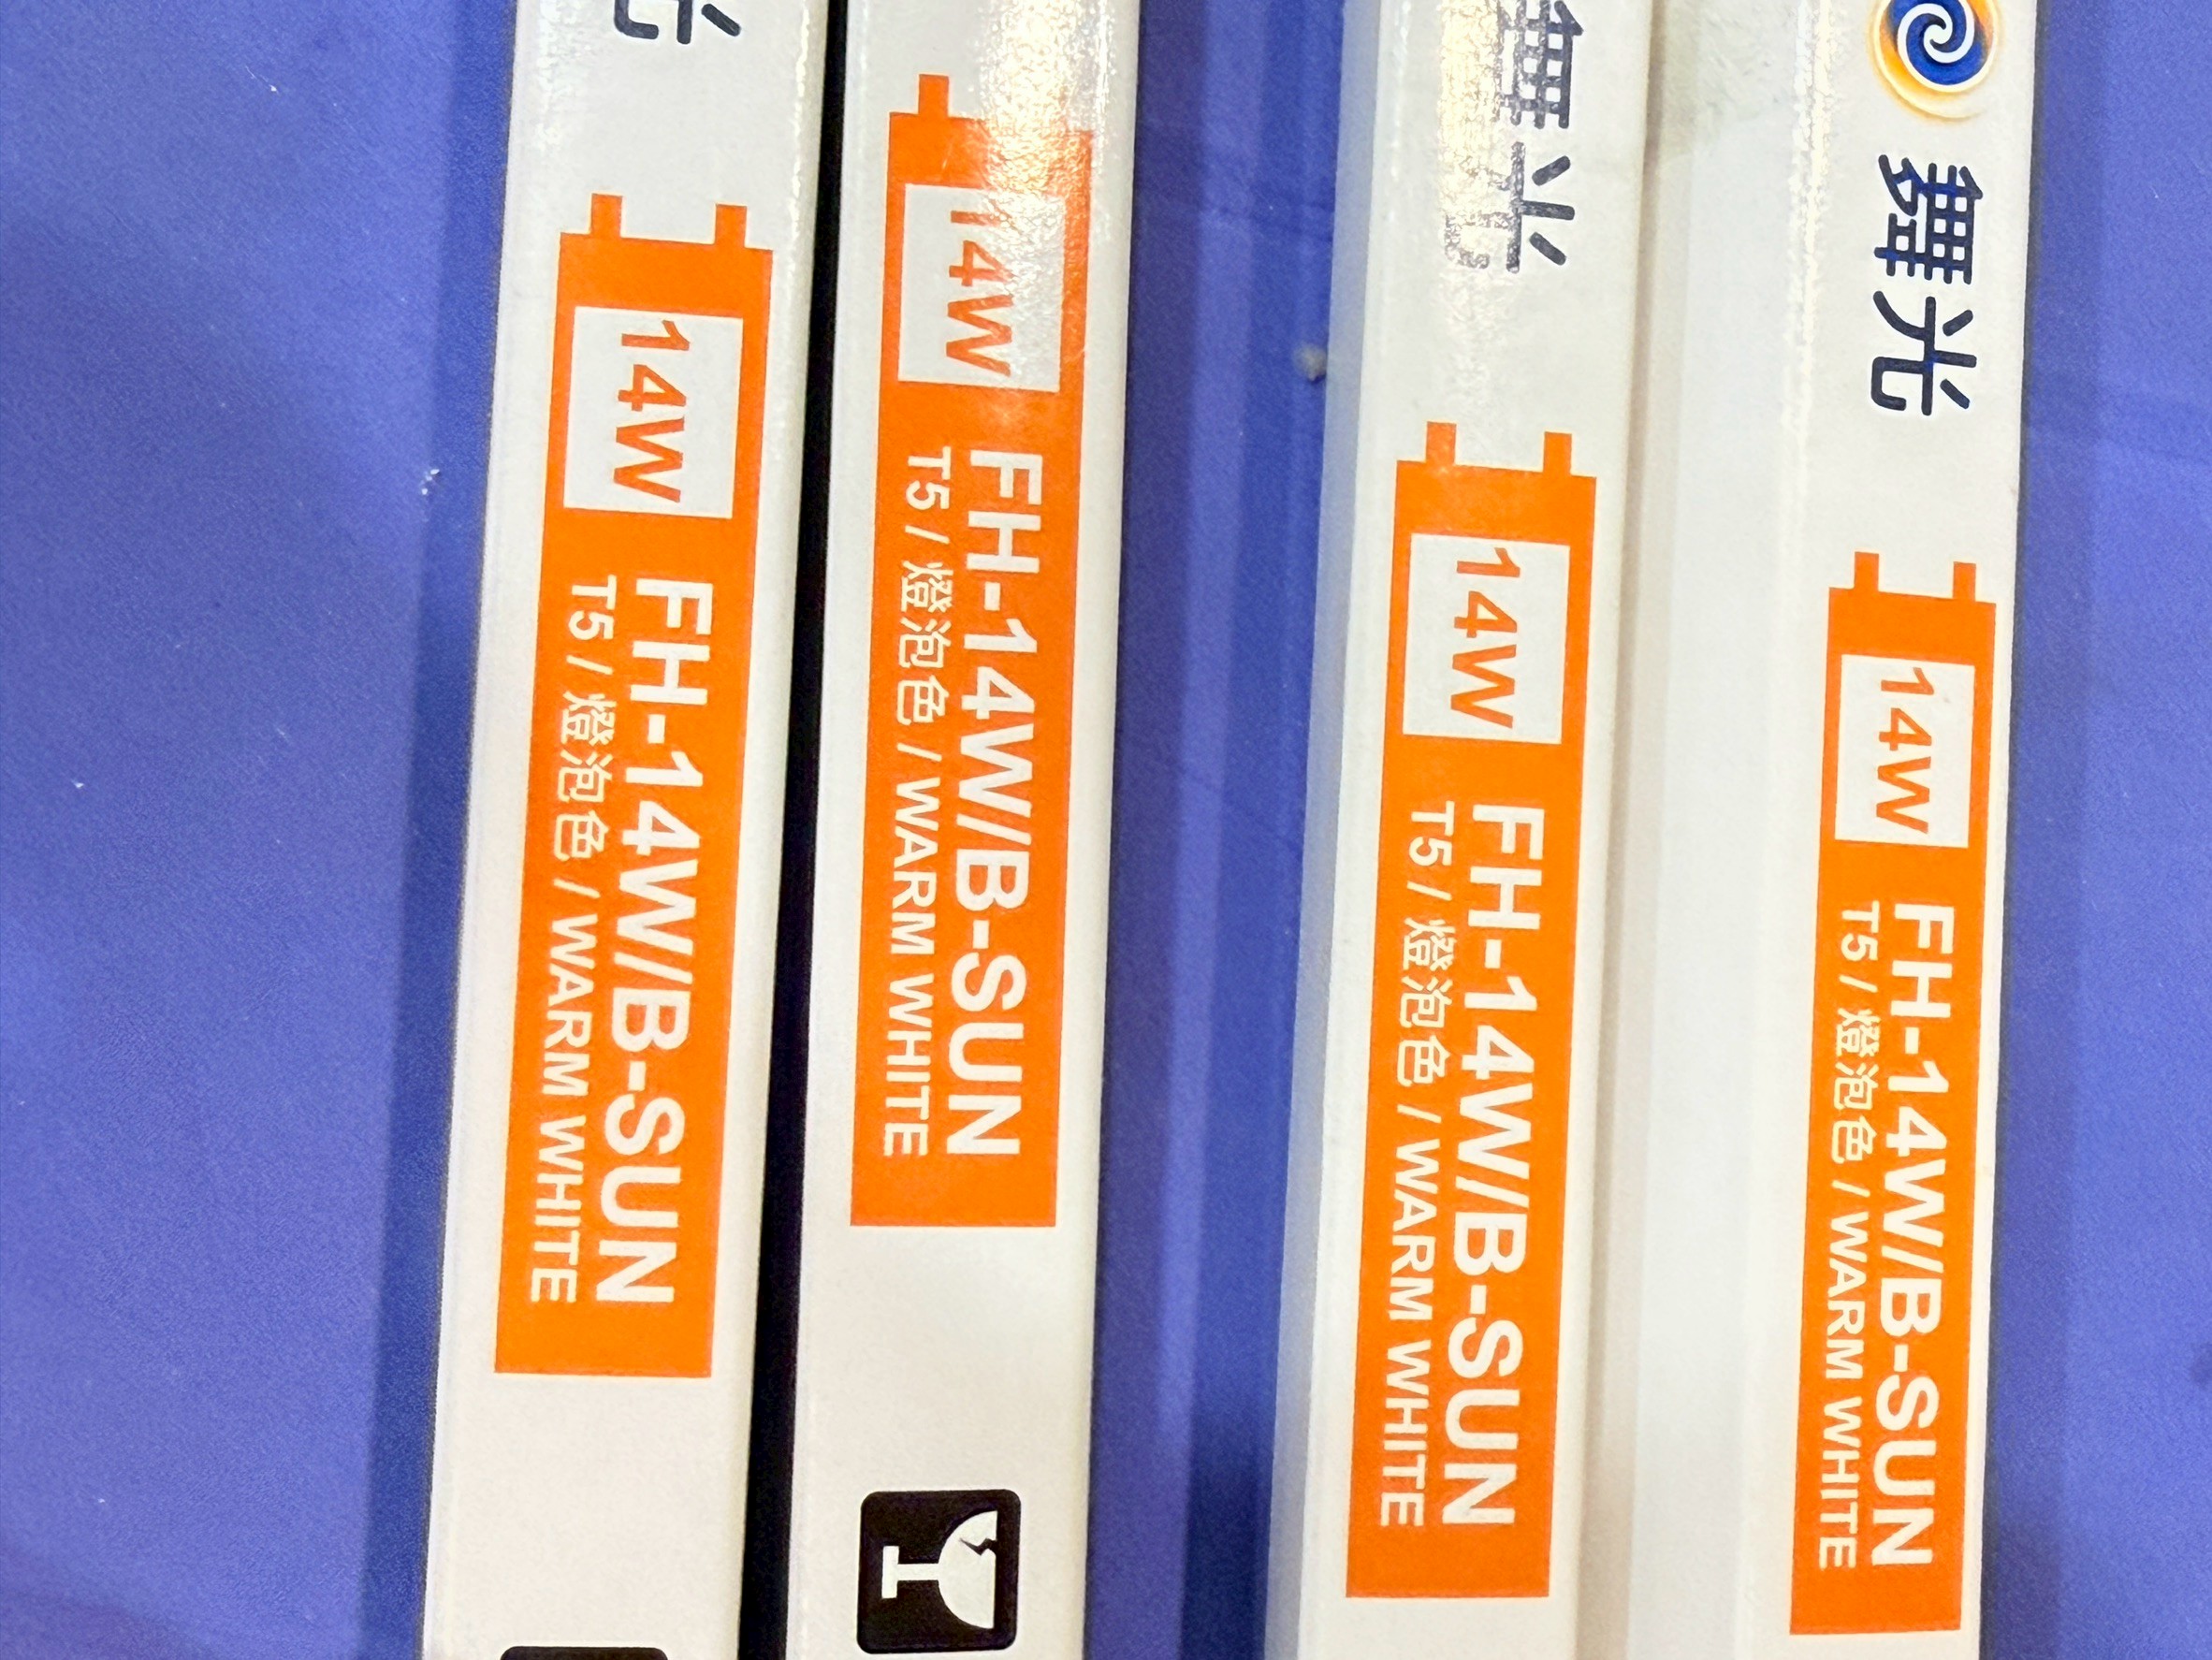 光
14W
FH-14W/B-SUN
T5 / 燈泡色 / WARM WHITE
14W
FH-14W/B-SUN
T5 / 燈泡色 / WARM WHITE
舞光
14W
FH-14W/B-SUN
T5 / 燈泡色 / WARM WHITE
舞光
14W
FH-14W/B-SUN
T5 / 燈泡色 / WARM WHITE